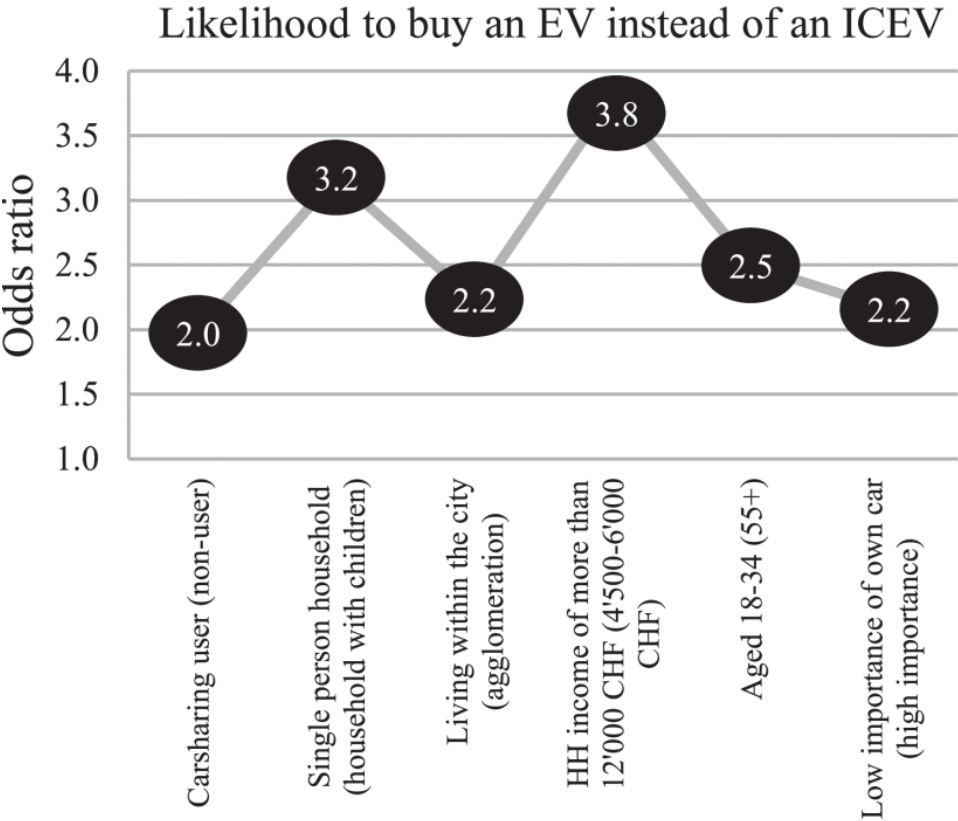 Likelihood to buy an EV instead of an ICEV
Odds ratio
4.0
3.5
3.0
2.5
2.0
1.5
1.0
2.0
3.2
2.2
3.8
2.5
2.2
Carsharing user (non-user)
Single person household
(household with children)
Living within the city
(agglomeration)
HH income of more than
12'000 CHF (4'500-6'000
CHF)
Aged 18-34 (55+)
Low importance of own car
(high importance)